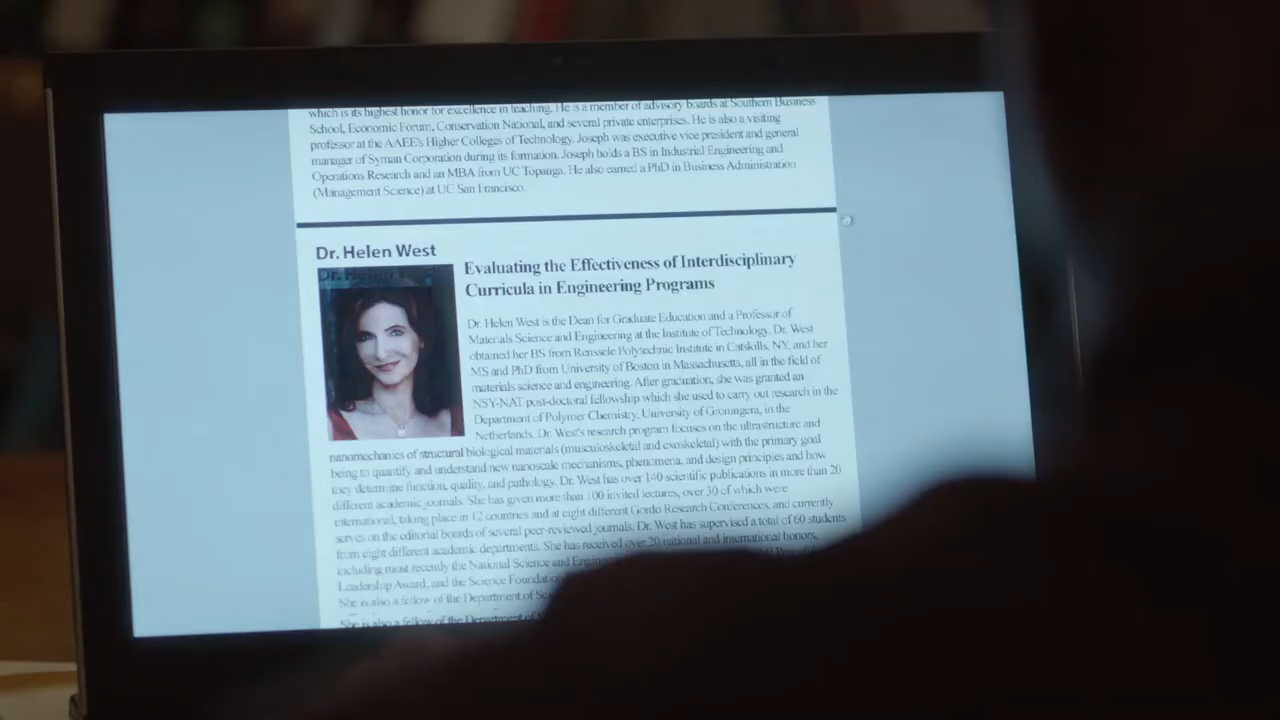 which is its highest honor for excellence in teaching. He is a member of advisory boards at Southern Business
School, Economic Forum, Conservation National, and several private enterprises. He is also a visiting
professor at the AAEE's Higher Colleges of Technology. Joseph was executive vice president and general
manager of Syman Corporation during its formation. Joseph holds a BS in Industrial Engineering and
Operations Research and an MBA from UC Topanga. He also earned a PhD in Business Administration
(Management Science) at UC San Francisco.
Dr. Helen West
Dr. Helen West
Evaluating the Effectiveness of Interdisciplinary
Curricula in Engineering Programs
Dr. Helen West is the Dean for Graduate Education and a Professor of
Materials Science and Engineering at the Institute of Technology. Dr. West
obtained her BS from Renssele Polytechnic Institute in Catskills, NY, and her
MS and PhD from University of Boston in Massachusetts, all in the field of
materials science and engineering. After graduation, she was granted an
NSY-NAT post-doctoral fellowship which she used to carry out research in the
Department of Polymer Chemistry, University of Groningera, in the
Netherlands. Dr. West's research program focuses on the ultrastructure and
nanomechanics of structural biological materials (musculoskeletal and exoskeletal) with the primary goal
being to quantify and understand new nanoscale mechanisms, phenomena, and design principles and how
they determine function, quality, and pathology. Dr. West has over 140 scientific publications in more than 20
different academic journals. She has given more than 100 invited lectures, over 30 of which were
international, taking place in 12 countries and at eight different Gordo Research Conferences, and currently
serves on the editorial boards of several peer-reviewed journals. Dr. West has supervised a total of 60 students
from eight different academic departments. She has received over 20 national and international honors,
including most recently the National Science and
Leadership Award, and the Science
She is also a fellow of the Department of
She is also a fellow of the Department of